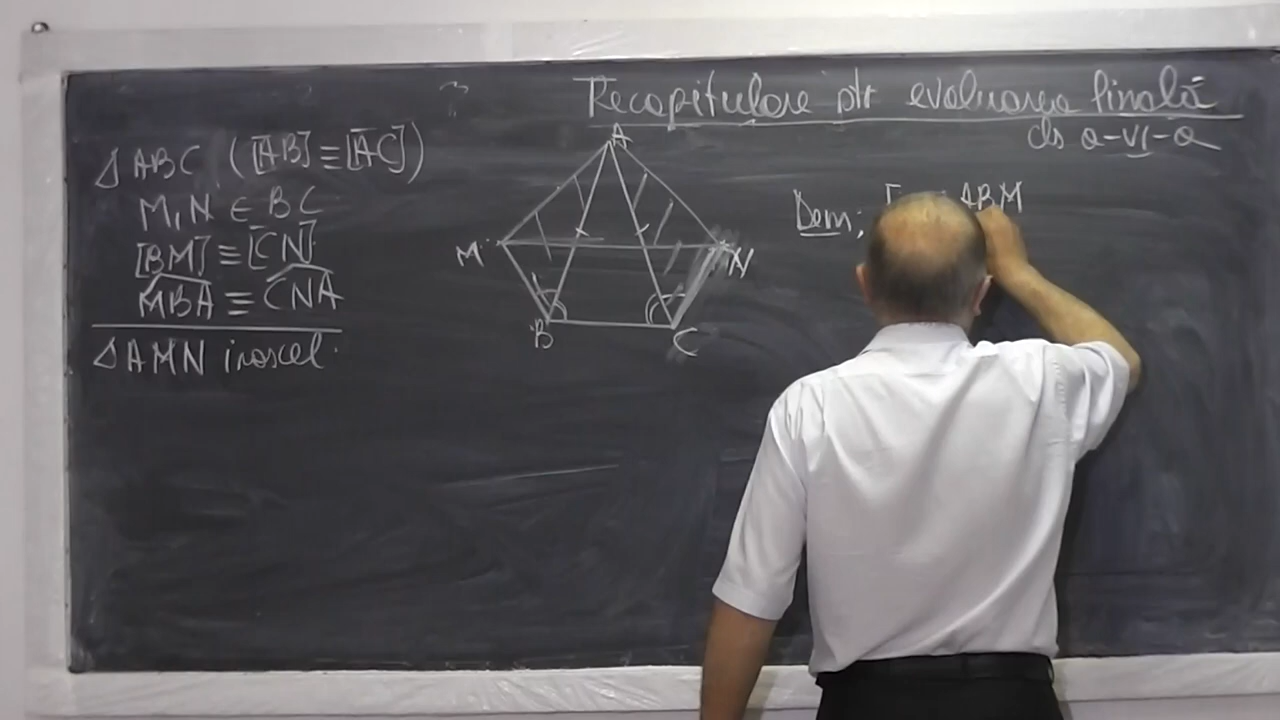 Recapitulare ptr evaluarea finală
cls a-VI-a
△ABC ([AB]≡[AC])
M,N ∈ BC
[BM]≡[CN]
MBA ≡ CNA
△AMN isoscel.
A
M
N
B
C
Dem:
ABM